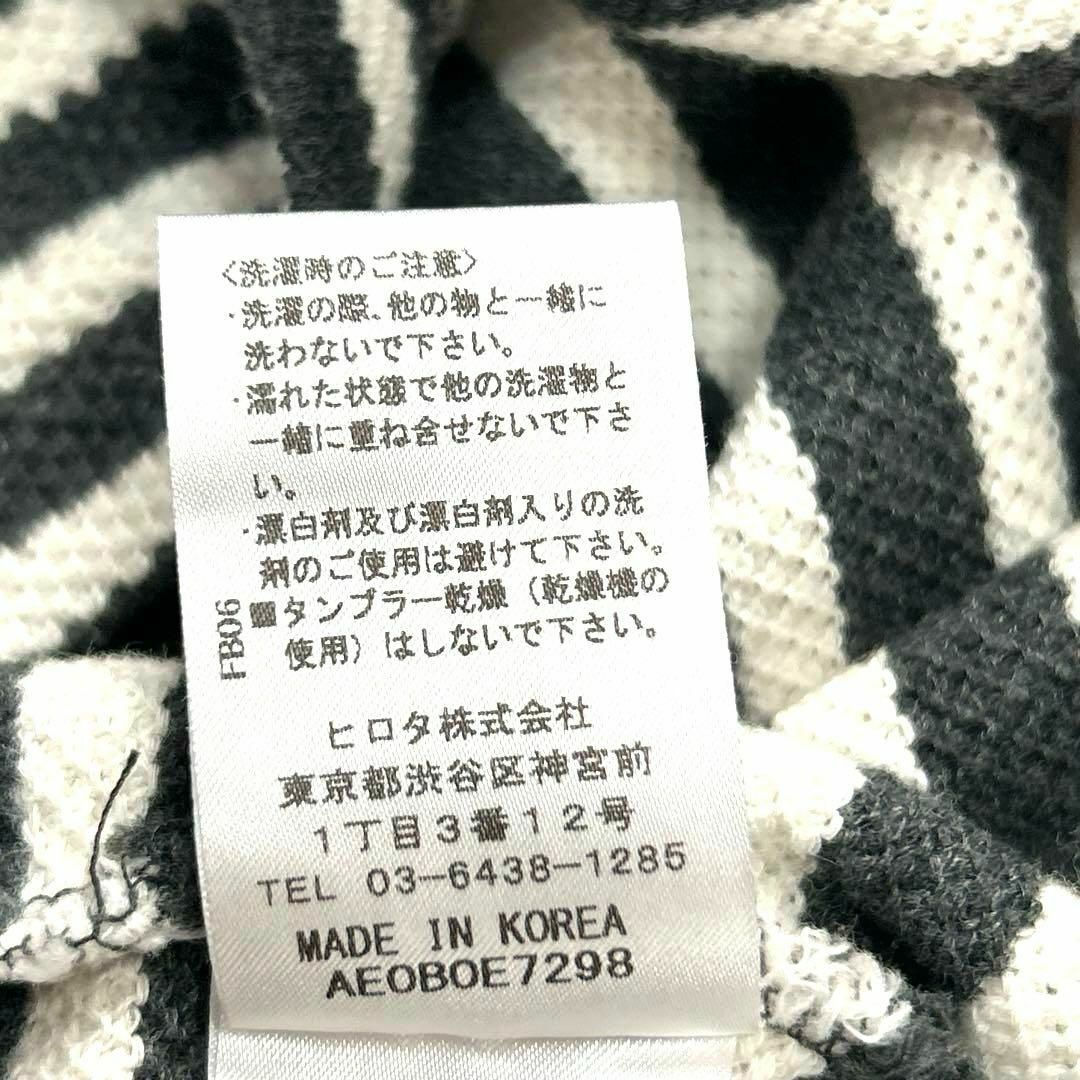 〈洗濯時のご注意〉
・洗濯の際、他の物と一緒に
洗わないで下さい。
・濡れた状態で他の洗濯物と
一緒に重ね合せないで下さ
い。
・漂白剤及び漂白剤入りの洗
剤のご使用は避けて下さい。
■タンブラー乾燥（乾燥機の
使用）はしないで下さい。
FB06
ヒロタ株式会社
東京都渋谷区神宮前
1丁目3番12号
TEL 03-6438-1285
MADE IN KOREA
AEOBOE7298